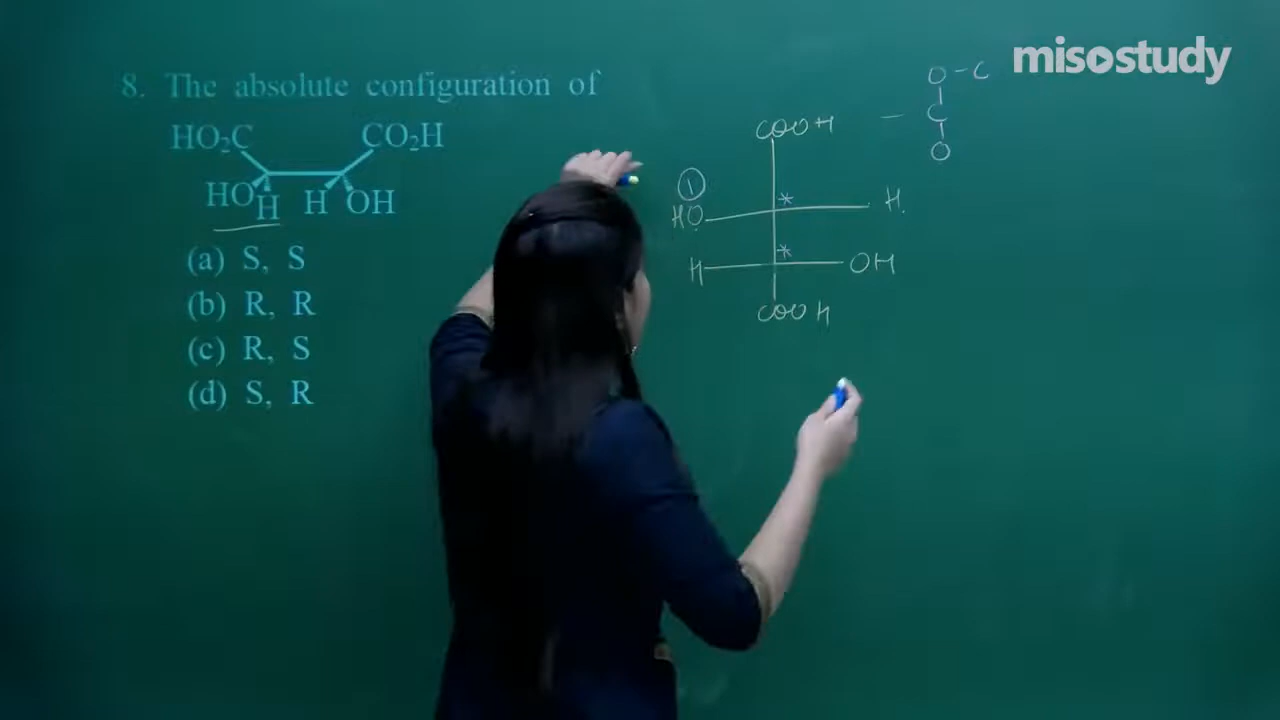 misostudy
8. The absolute configuration of
HO₂C CO₂H
HO H H OH
(a) S, S
(b) R, R
(c) R, S
(d) S, R
COOH
①
HO * H
H * OH
COOH
O - C
- C
O